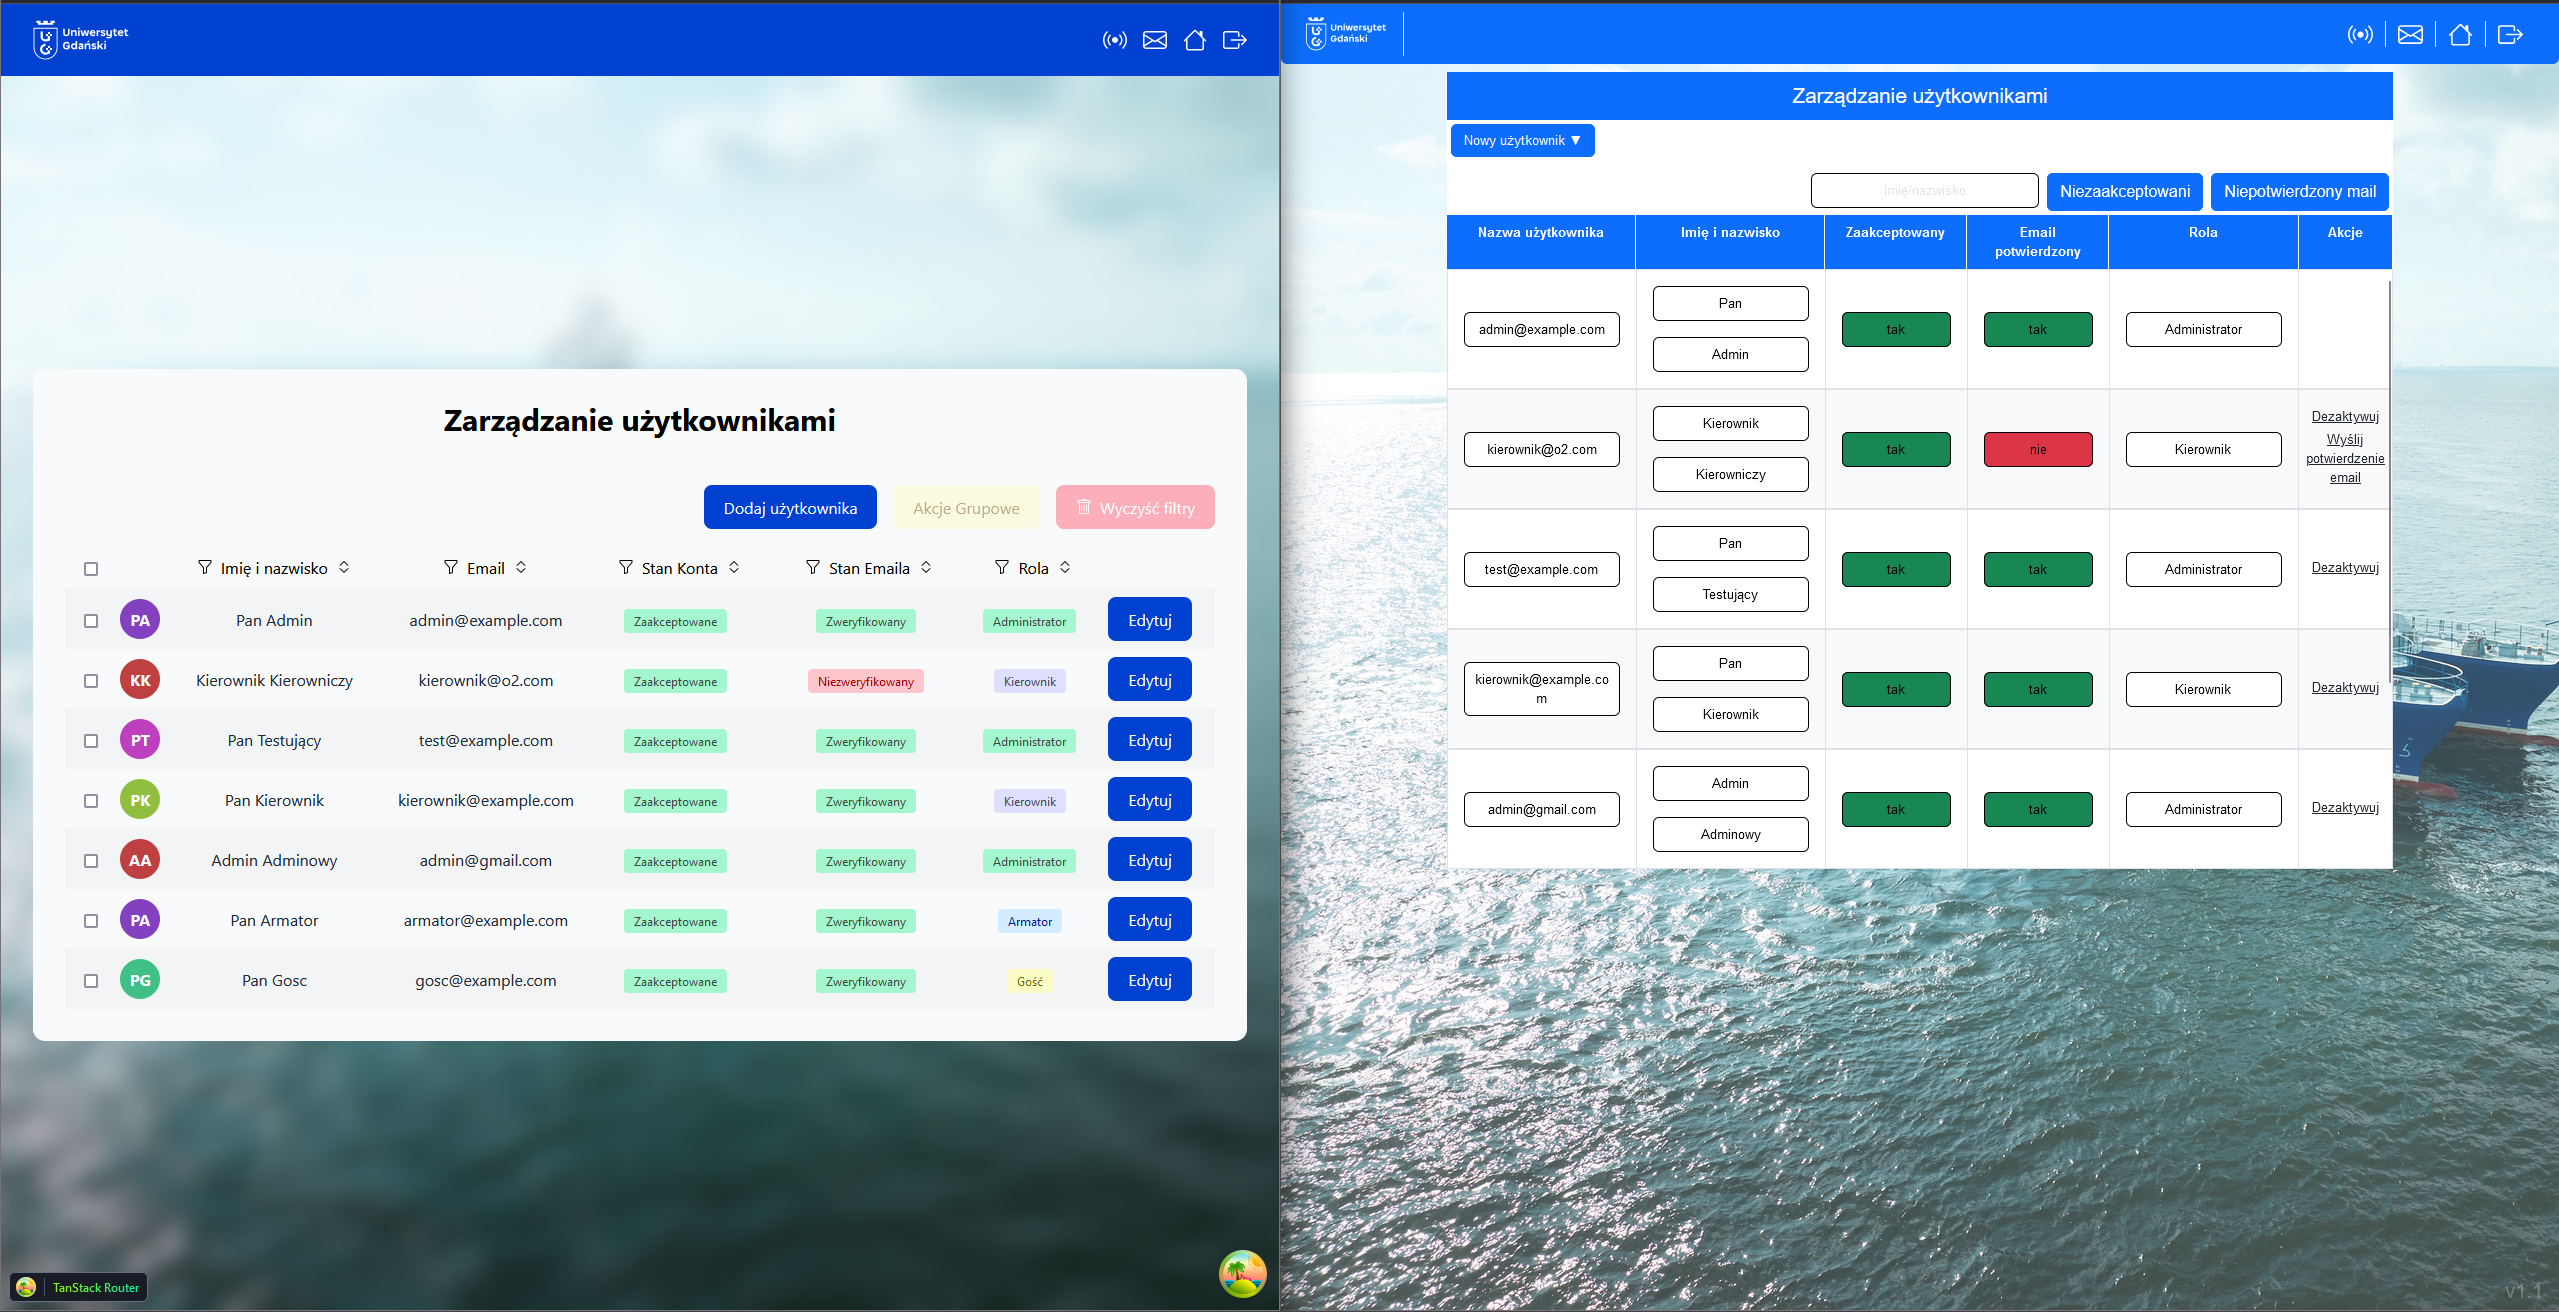 Uniwersytet
Gdański
Zarządzanie użytkownikami
Dodaj użytkownika
Akcje Grupowe
Wyczyść filtry
Imię i nazwisko
Email
Stan Konta
Stan Emaila
Rola
PA
Pan Admin
admin@example.com
Zaakceptowane
Zweryfikowany
Administrator
Edytuj
KK
Kierownik Kierowniczy
kierownik@o2.com
Zaakceptowane
Niezweryfikowany
Kierownik
Edytuj
PT
Pan Testujący
test@example.com
Zaakceptowane
Zweryfikowany
Administrator
Edytuj
PK
Pan Kierownik
kierownik@example.com
Zaakceptowane
Zweryfikowany
Kierownik
Edytuj
AA
Admin Adminowy
admin@gmail.com
Zaakceptowane
Zweryfikowany
Administrator
Edytuj
PA
Pan Armator
armator@example.com
Zaakceptowane
Zweryfikowany
Armator
Edytuj
PG
Pan Gosc
gosc@example.com
Zaakceptowane
Zweryfikowany
Gość
Edytuj
TanStack Router
Uniwersytet
Gdański
Zarządzanie użytkownikami
Nowy użytkownik ▼
Imię/nazwisko
Niezaakceptowani
Niepotwierdzony mail
Nazwa użytkownika
Imię i nazwisko
Zaakceptowany
Email
potwierdzony
Rola
Akcje
admin@example.com
Pan
Admin
tak
tak
Administrator
kierownik@o2.com
Kierownik
Kierowniczy
tak
nie
Kierownik
Dezaktywuj
Wyślij
potwierdzenie
email
test@example.com
Pan
Testujący
tak
tak
Administrator
Dezaktywuj
kierownik@example.co
m
Pan
Kierownik
tak
tak
Kierownik
Dezaktywuj
admin@gmail.com
Admin
Adminowy
tak
tak
Administrator
Dezaktywuj
v1.1